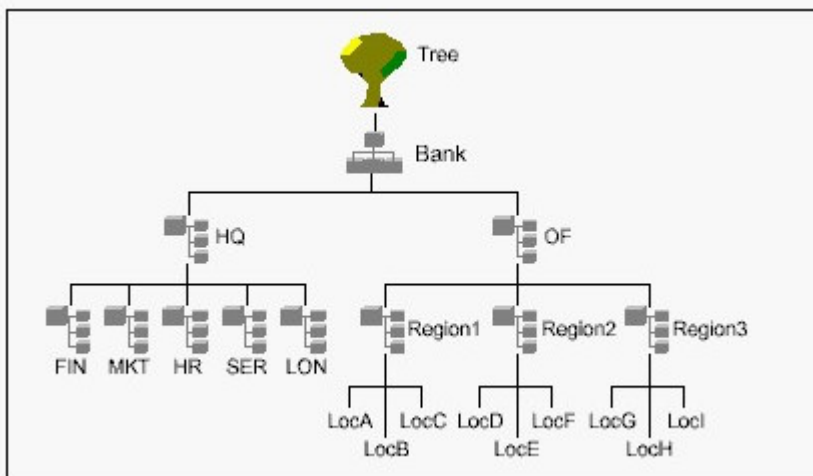 Tree
Bank
HQ
OF
Region1
Region2
Region3
FIN
MKT
HR
SER
LON
LocA
LocC
LocD
LocF
LocG
LocI
LocB
LocE
LocH